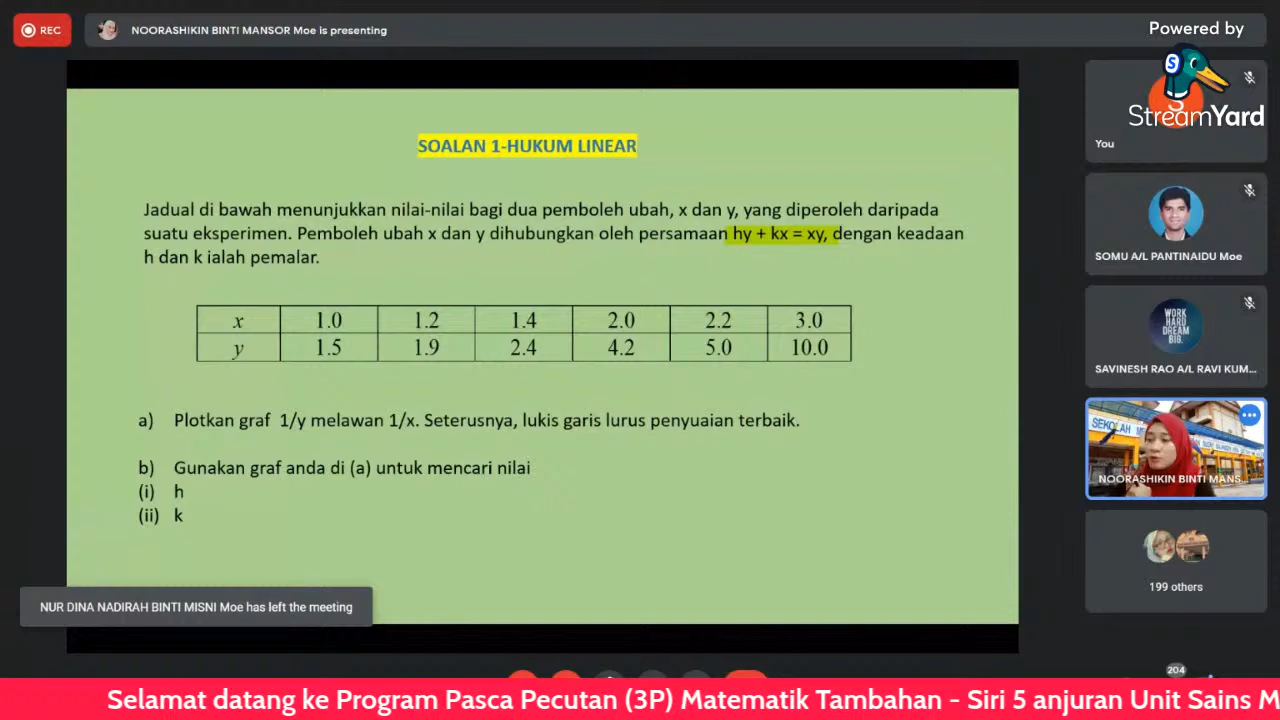 REC
NOORASHIKIN BINTI MANSOR Moe is presenting
Powered by
StreamYard
You
SOALAN 1-HUKUM LINEAR
Jadual di bawah menunjukkan nilai-nilai bagi dua pemboleh ubah, x dan y, yang diperoleh daripada
suatu eksperimen. Pemboleh ubah x dan y dihubungkan oleh persamaan hy + kx = xy, dengan keadaan
h dan k ialah pemalar.
x 1.0 1.2 1.4 2.0 2.2 3.0
y 1.5 1.9 2.4 4.2 5.0 10.0
a) Plotkan graf 1/y melawan 1/x. Seterusnya, lukis garis lurus penyuaian terbaik.
b) Gunakan graf anda di (a) untuk mencari nilai
(i) h
(ii) k
SOMU A/L PANTINAIDU Moe
WORK
HARD
DREAM
BIG.
SAVINESH RAO A/L RAVI KUM...
NOORASHIKIN BINTI MANS...
199 others
NUR DINA NADIRAH BINTI MISNI Moe has left the meeting
204
Selamat datang ke Program Pasca Pecutan (3P) Matematik Tambahan - Siri 5 anjuran Unit Sains M